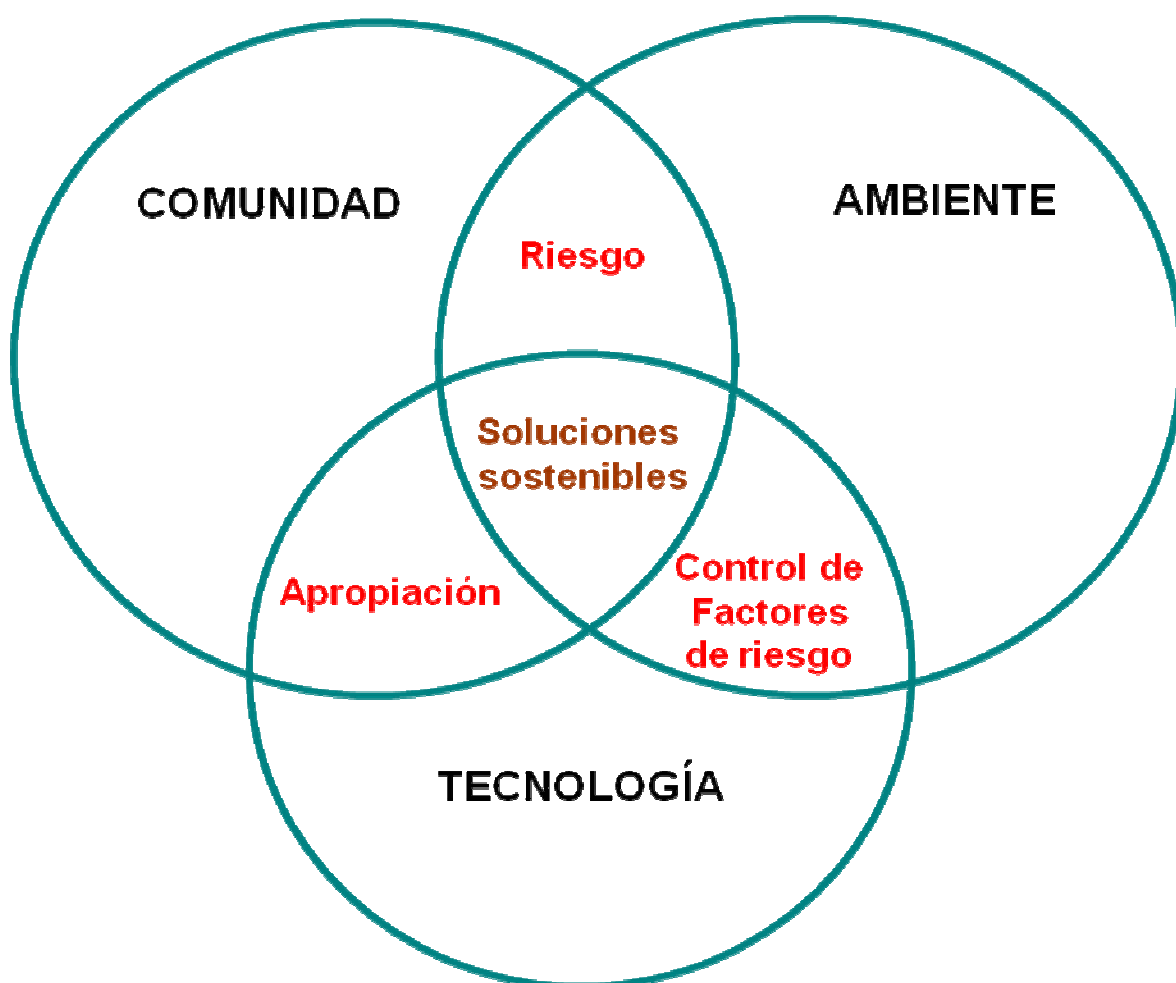 COMUNIDAD
AMBIENTE
Riesgo
Soluciones
sostenibles
Apropiación
Control de
Factores
de riesgo
TECNOLOGÍA